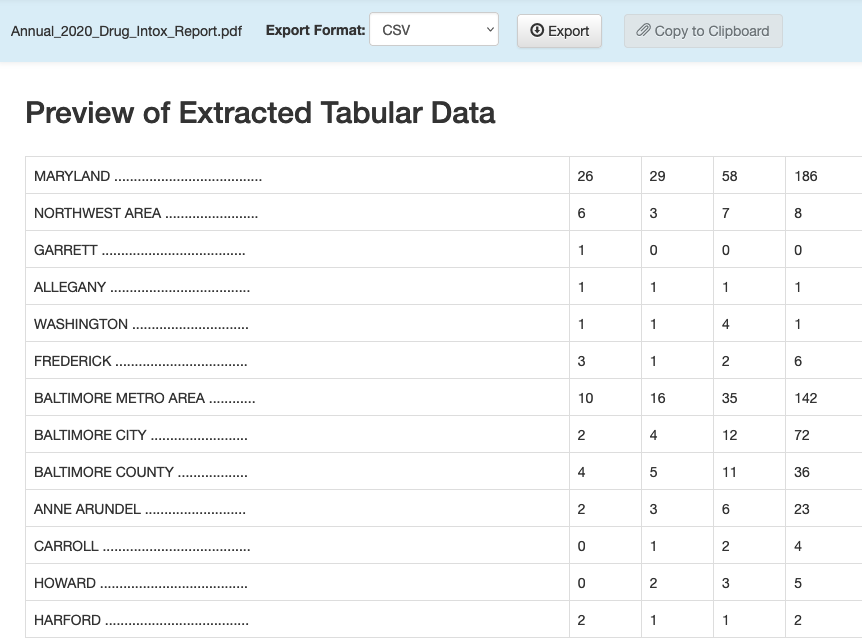 Annual_2020_Drug_Intox_Report.pdf Export Format: CSV Export Copy to Clipboard
Preview of Extracted Tabular Data
MARYLAND ...................................... 26 29 58 186
NORTHWEST AREA ........................ 6 3 7 8
GARRETT ..................................... 1 0 0 0
ALLEGANY .................................... 1 1 1 1
WASHINGTON .............................. 1 1 4 1
FREDERICK .................................. 3 1 2 6
BALTIMORE METRO AREA ............ 10 16 35 142
BALTIMORE CITY ......................... 2 4 12 72
BALTIMORE COUNTY .................. 4 5 11 36
ANNE ARUNDEL .......................... 2 3 6 23
CARROLL ...................................... 0 1 2 4
HOWARD ...................................... 0 2 3 5
HARFORD ..................................... 2 1 1 2